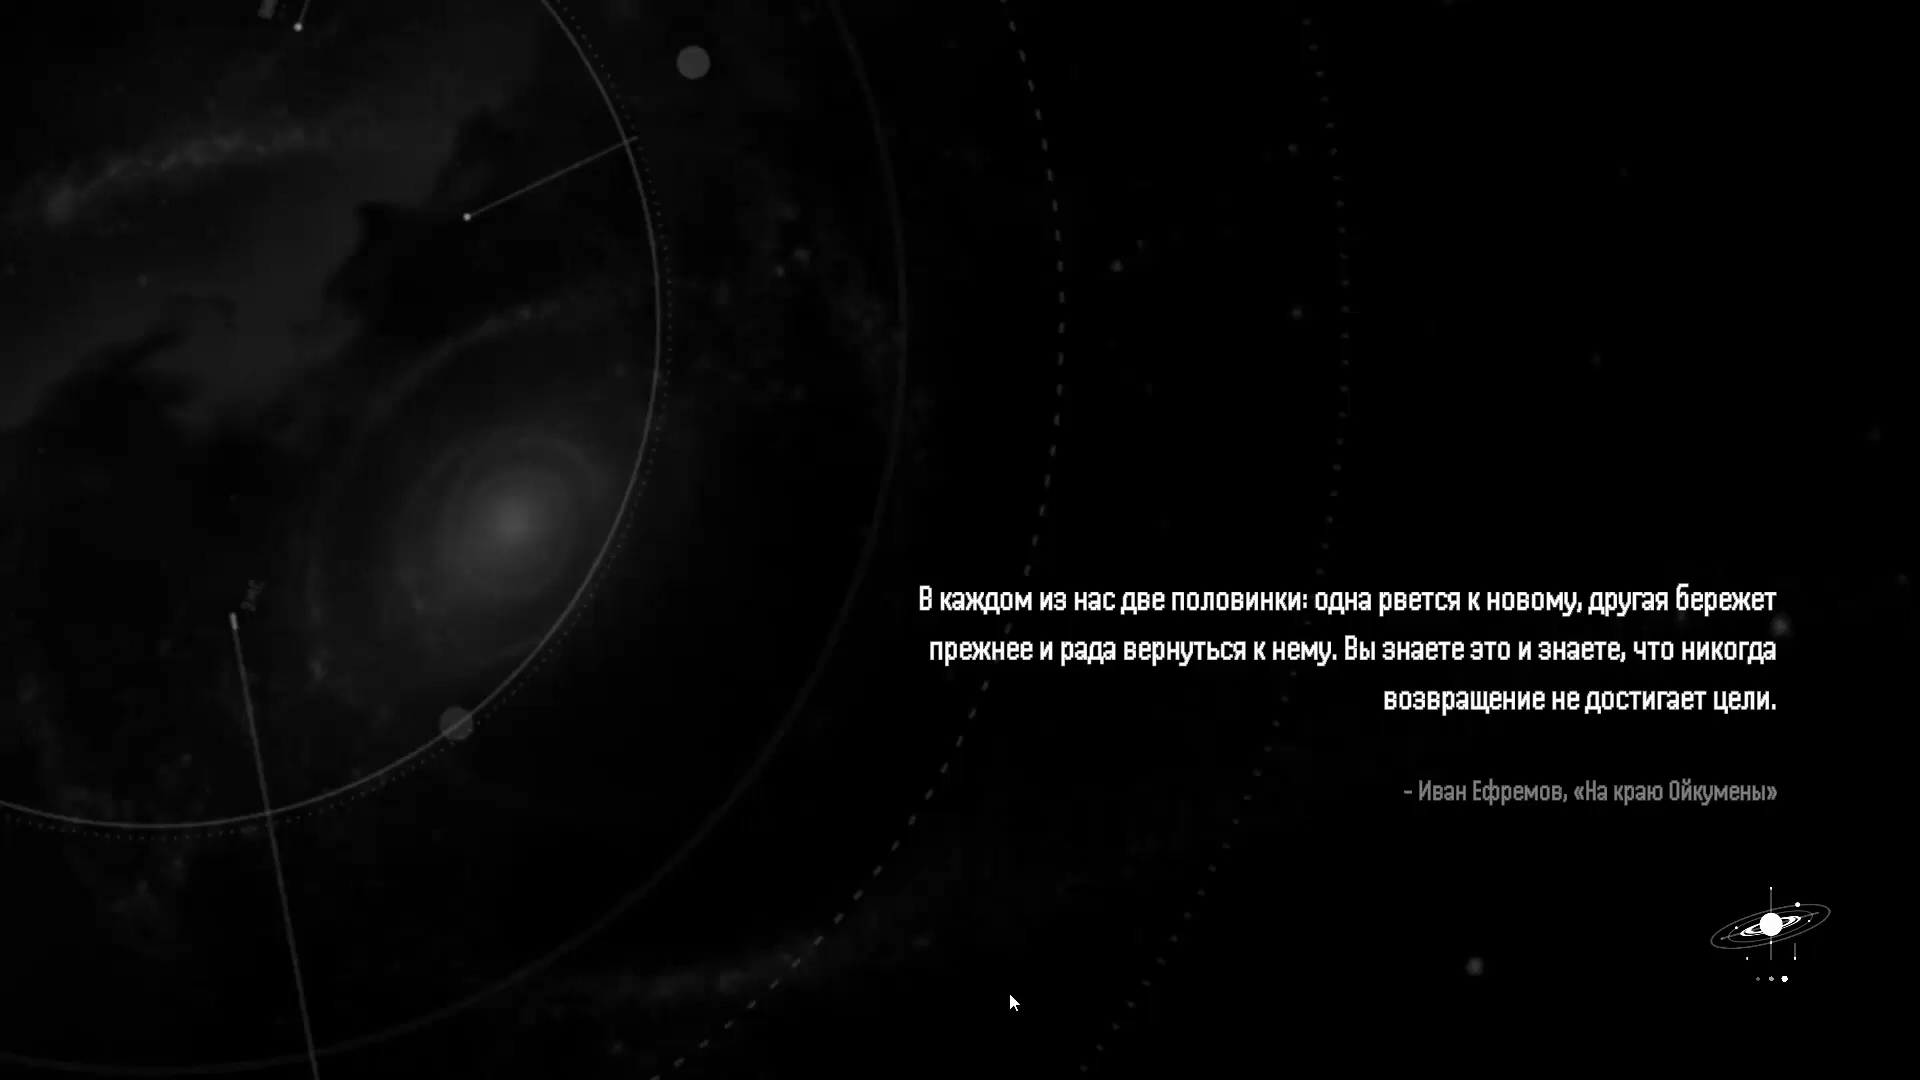 В каждом из нас две половинки: одна рвется к новому, другая бережет
прежнее и рада вернуться к нему. Вы знаете это и знаете, что никогда
возвращение не достигает цели.
- Иван Ефремов, «На краю Ойкумены»